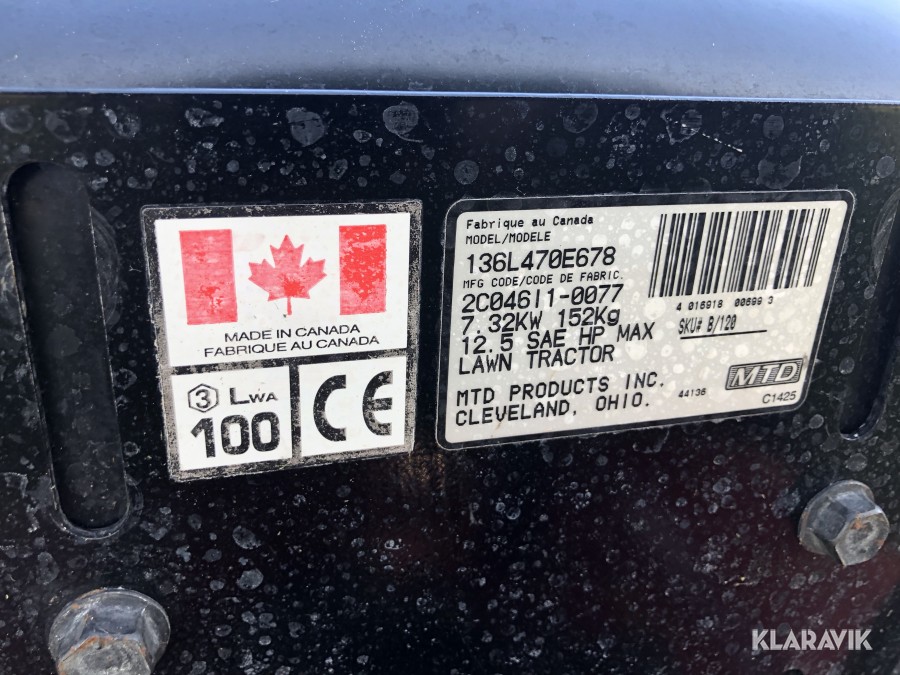 MADE IN CANADA
FABRIQUE AU CANADA
3 LWA
100
CE
Fabrique au Canada
MODEL/MODELE
136L470E678
MFG CODE/CODE DE FABRIC.
2C046I1-0077
7.32KW 152Kg
12.5 SAE HP MAX
LAWN TRACTOR
MTD PRODUCTS INC.
CLEVELAND, OHIO.
4 016918 00699 3
SKU# B/120
44136
MTD
C1425
KLARAVIK